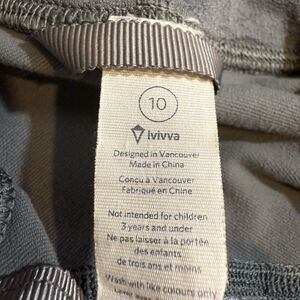 10
ivivva
Designed in Vancouver
Made in China
Conçu à Vancouver
Fabriqué en Chine
Not intended for children
3 years and under
Ne pas laisser à la portée
des enfants
de trois ans et moins
Wash with like colours only